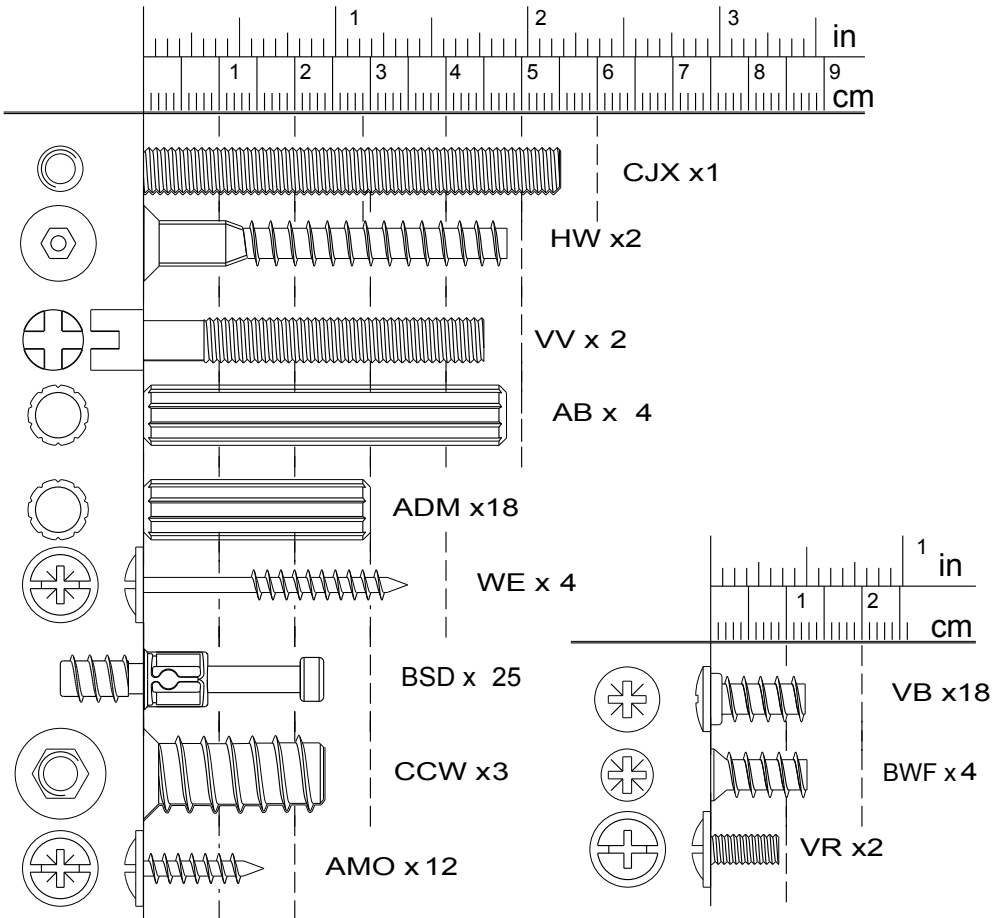 1 2 3 in
1 2 3 4 5 6 7 8 9 cm
CJX x1
HW x2
VV x 2
AB x 4
ADM x18
WE x 4
BSD x 25
CCW x3
AMO x12
1 in
1 2 cm
VB x18
BWF x4
VR x2